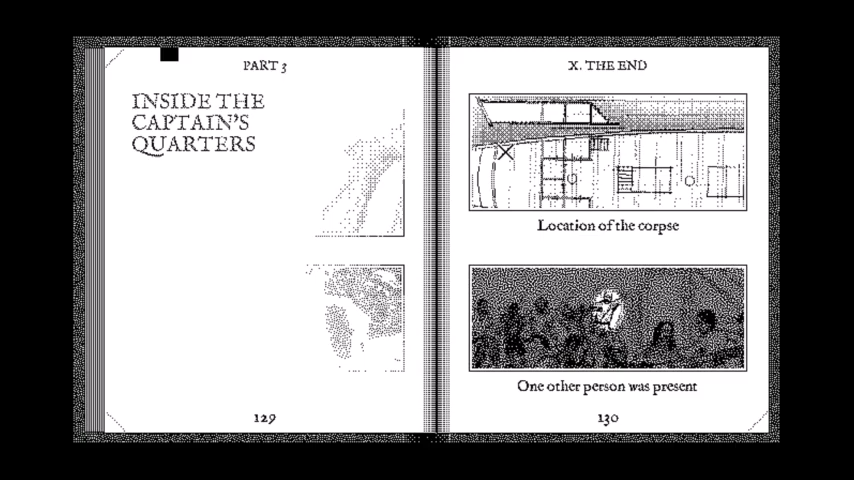 PART 3
INSIDE THE
CAPTAIN'S
QUARTERS
129
X. THE END
Location of the corpse
One other person was present
130